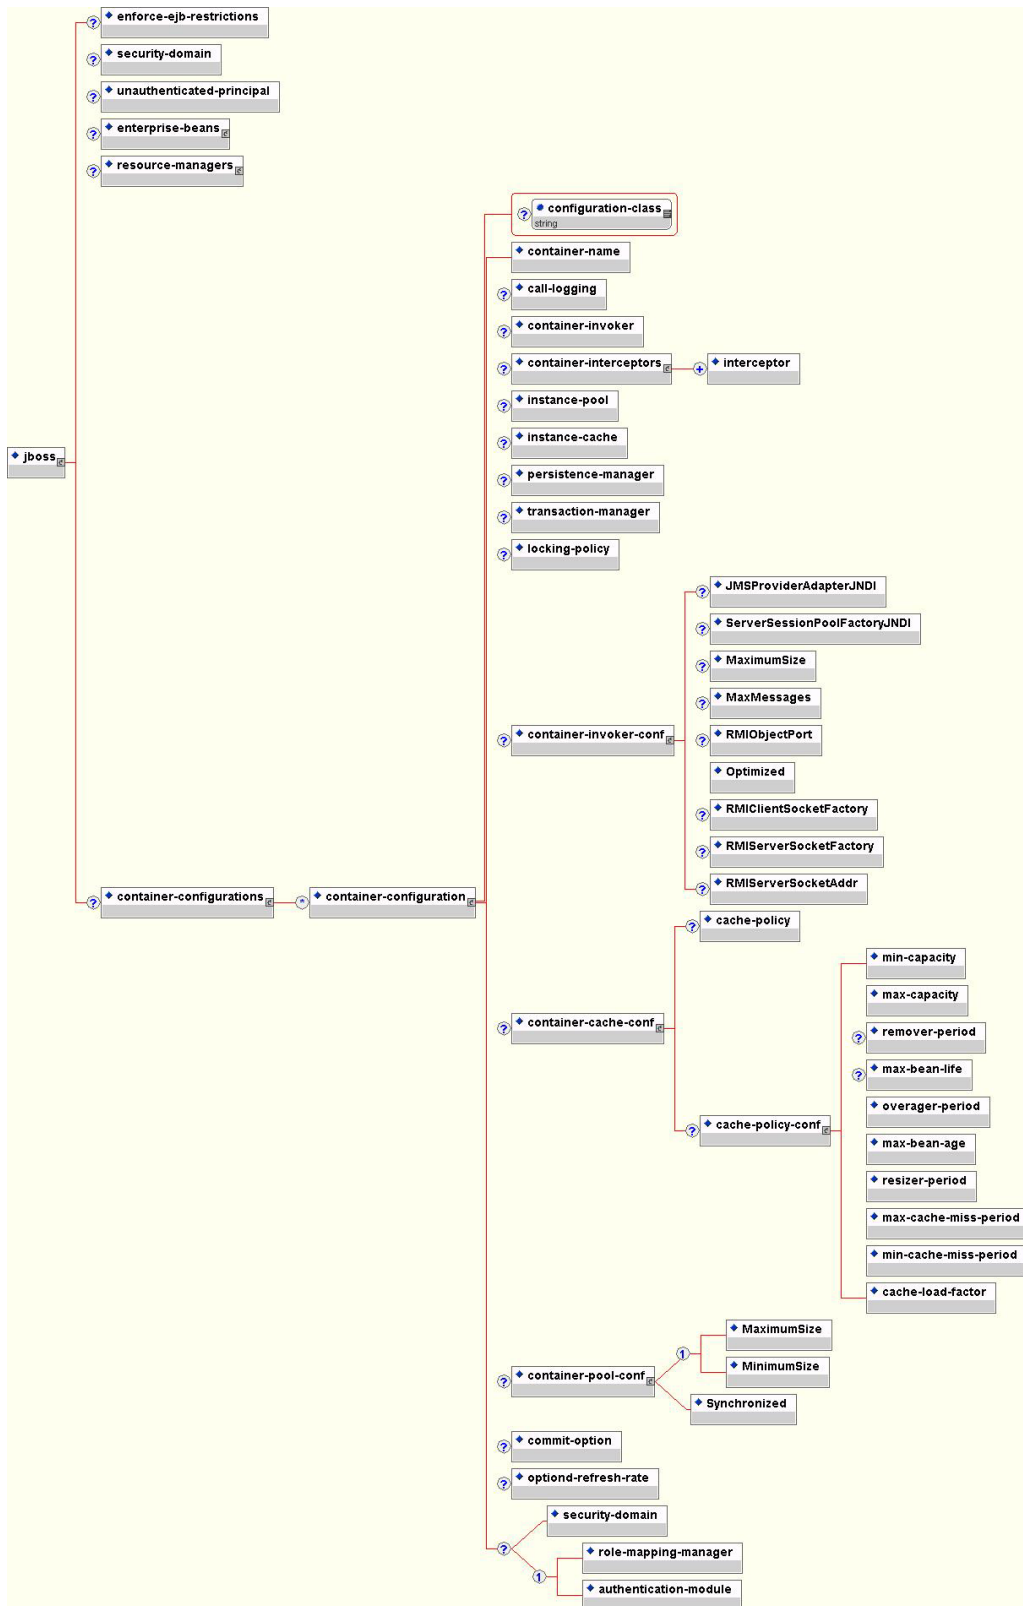 enforce-ejb-restrictions
security-domain
unauthenticated-principal
enterprise-beans
resource-managers
configuration-class
string
container-name
call-logging
container-invoker
container-interceptors
interceptor
instance-pool
instance-cache
jboss
persistence-manager
transaction-manager
locking-policy
JMSProviderAdapterJNDI
ServerSessionPoolFactoryJNDI
MaximumSize
MaxMessages
container-invoker-conf
RMIObjectPort
Optimized
RMIClientSocketFactory
RMIServerSocketFactory
RMIServerSocketAddr
container-configurations
container-configuration
cache-policy
min-capacity
max-capacity
container-cache-conf
remover-period
max-bean-life
overager-period
cache-policy-conf
max-bean-age
resizer-period
max-cache-miss-period
min-cache-miss-period
cache-load-factor
MaximumSize
container-pool-conf
MinimumSize
Synchronized
commit-option
optiond-refresh-rate
security-domain
role-mapping-manager
authentication-module